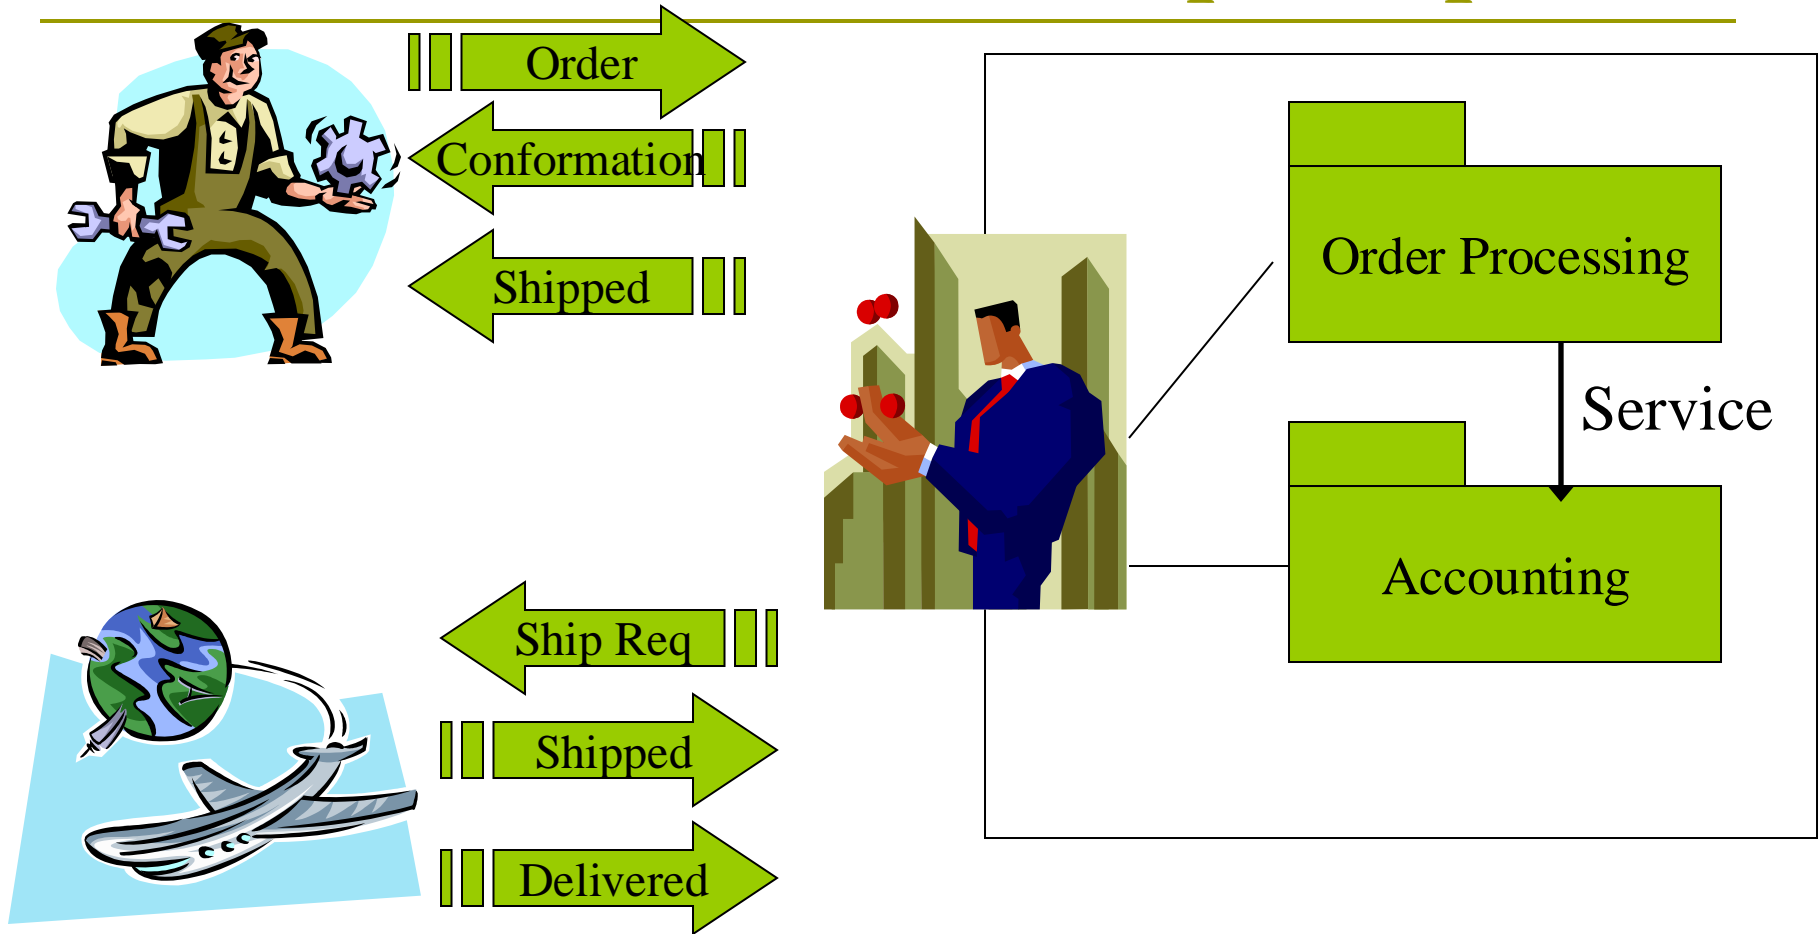 Order
Conformation
Shipped
Order Processing
Service
Accounting
Ship Req
Shipped
Delivered